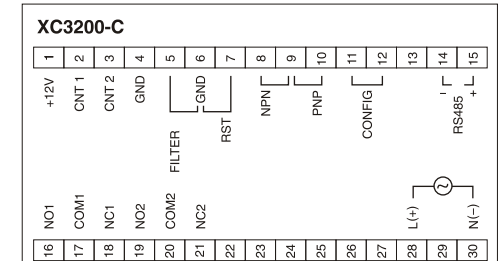 XC3200-C
1 2 3 4 5 6 7 8 9 10 11 12 13 14 15
+12V CNT 1 CNT 2 GND FILTER GND RST NPN PNP CONFIG − RS485 +
NO1 COM1 NC1 NO2 COM2 NC2 L(+) N(−)
16 17 18 19 20 21 22 23 24 25 26 27 28 29 30